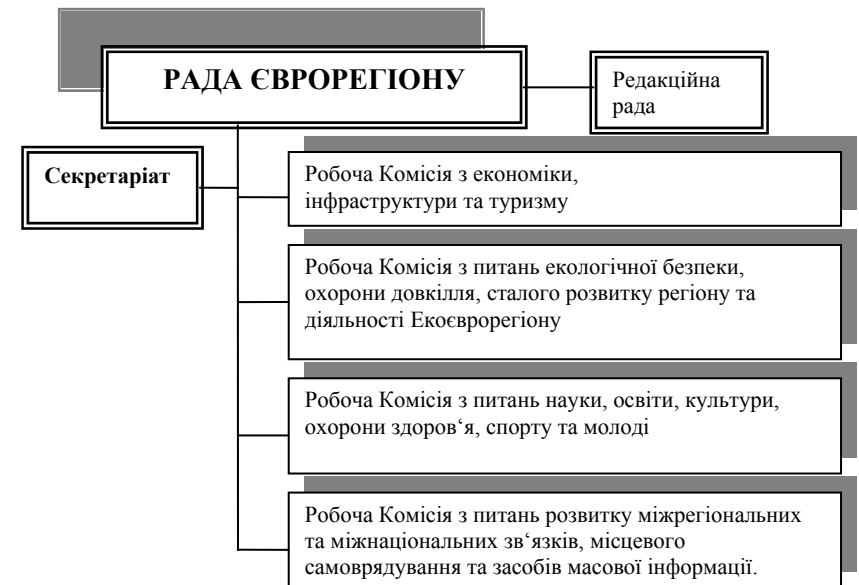 РАДА ЄВРОРЕГІОНУ
Редакційна
рада
Секретаріат
Робоча Комісія з економіки,
інфраструктури та туризму
Робоча Комісія з питань екологічної безпеки,
охорони довкілля, сталого розвитку регіону та
діяльності Екоєврорегіону
Робоча Комісія з питань науки, освіти, культури,
охорони здоров‘я, спорту та молоді
Робоча Комісія з питань розвитку міжрегіональних
та міжнаціональних зв‘язків, місцевого
самоврядування та засобів масової інформації.